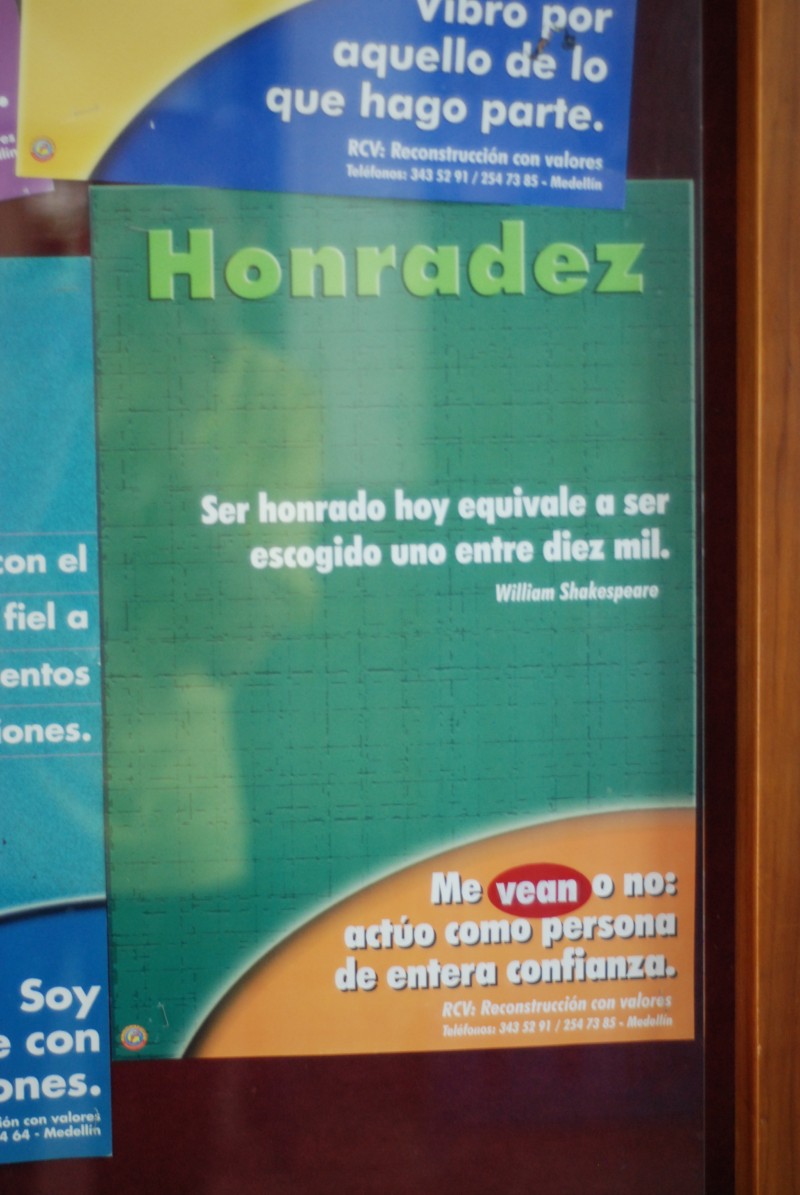 Vibro por
aquello de lo
que hago parte.
RCV: Reconstrucción con valores
Teléfonos: 343 52 91 / 254 73 85 - Medellín
Honradez
Ser honrado hoy equivale a ser
escogido uno entre diez mil.
William Shakespeare
Me vean o no:
actúo como persona
de entera confianza.
RCV: Reconstrucción con valores
Teléfonos: 343 52 91 / 254 73 85 - Medellín
con el
fiel a
entos
iones.
Soy
e con
ones.
ión con valores
4 64 - Medellín